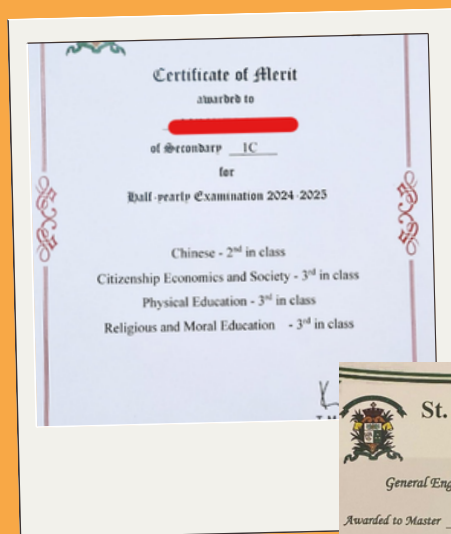 Certificate of Merit
awarded to
of Secondary 1C
for
Half-yearly Examination 2024-2025
Chinese - 2nd in class
Citizenship Economics and Society - 3rd in class
Physical Education - 3rd in class
Religious and Moral Education - 3rd in class
St.
General Eng
Awarded to Master